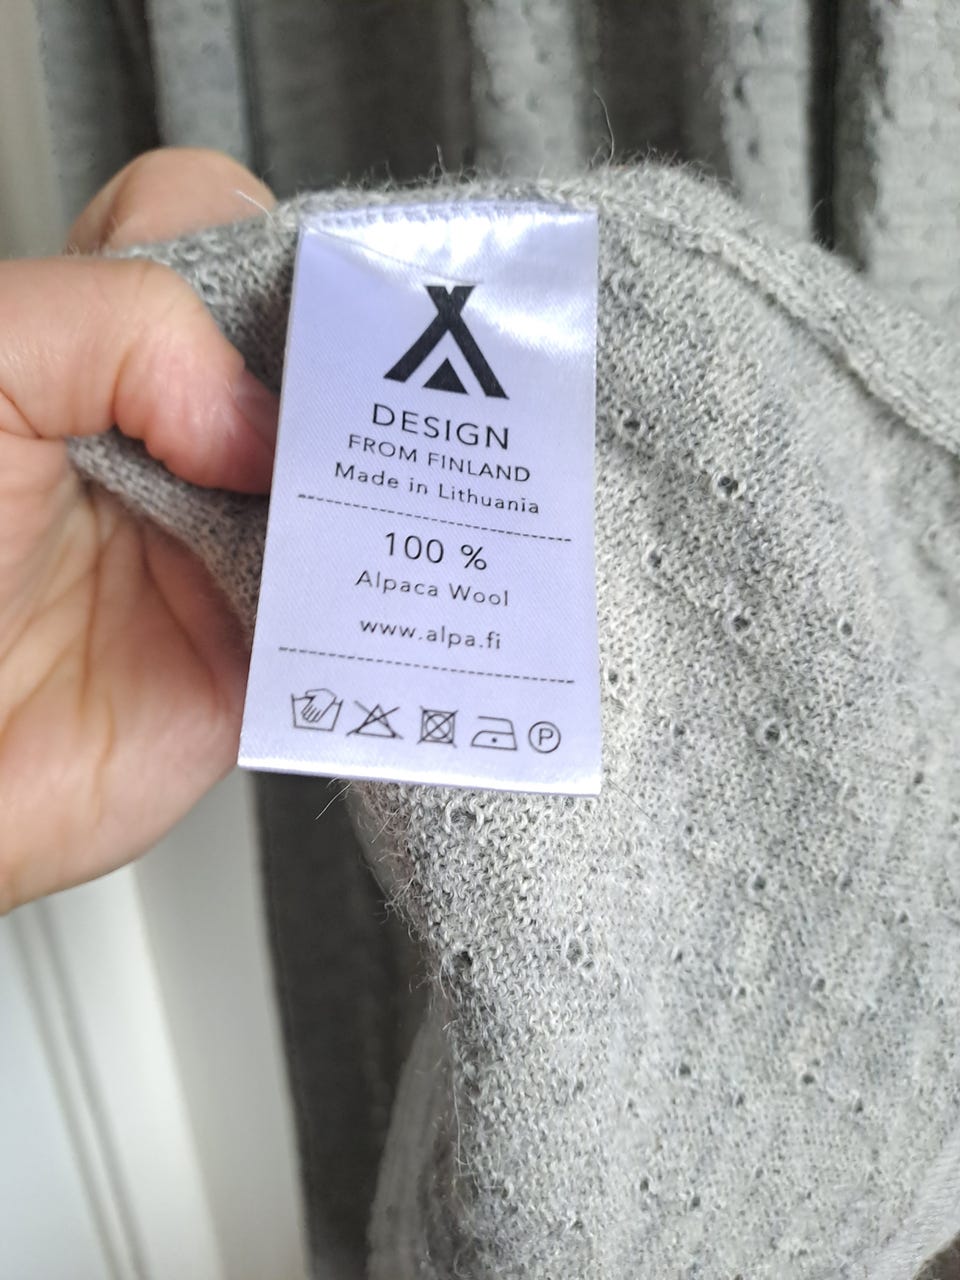 DESIGN
FROM FINLAND
Made in Lithuania
100 %
Alpaca Wool
www.alpa.fi
P